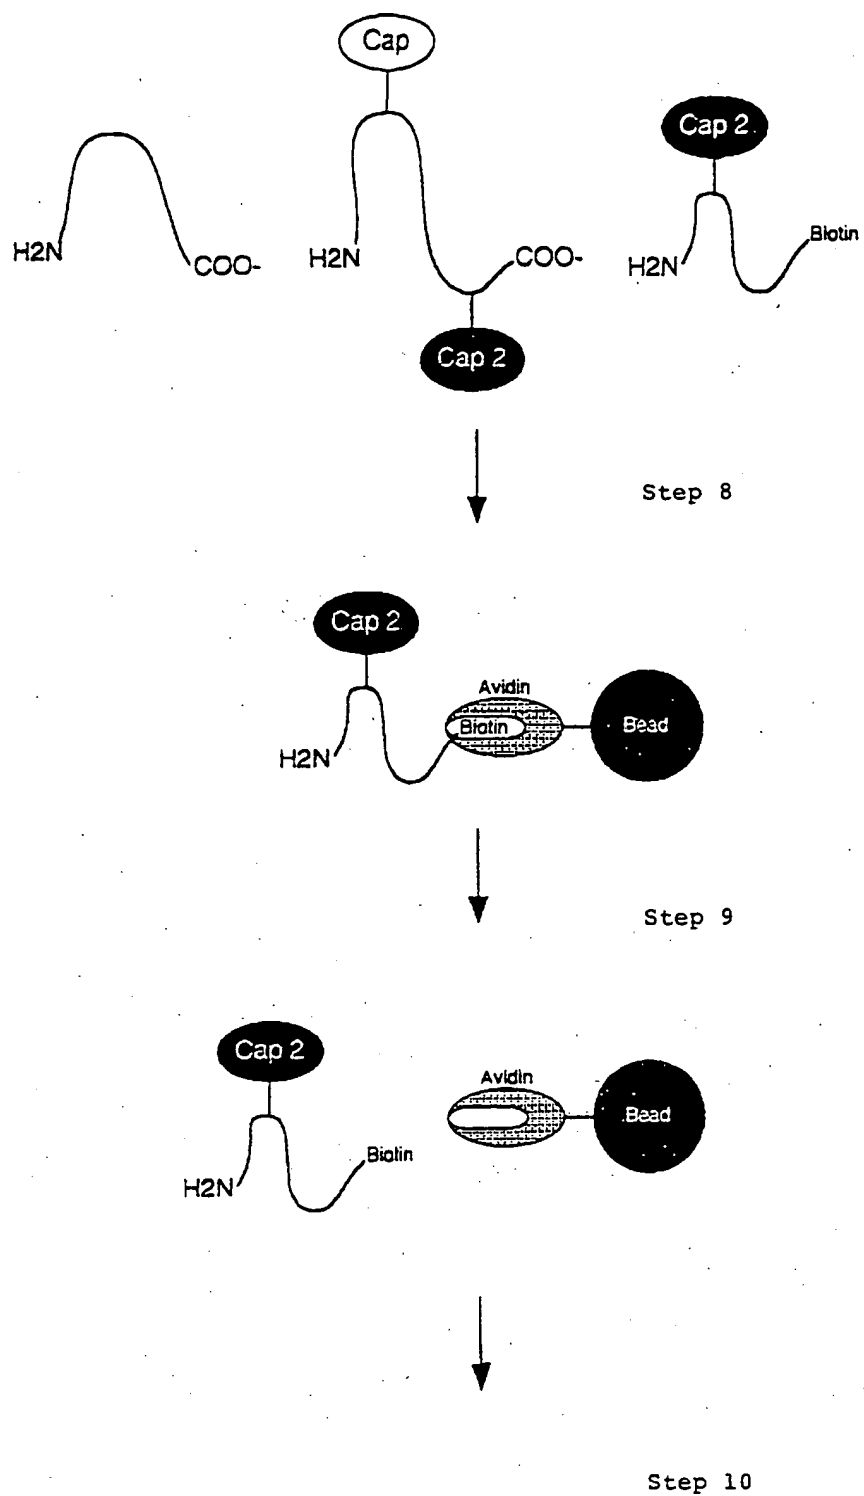 Cap
Cap 2
H2N
COO-
H2N
COO-
H2N
Biotin
Cap 2
Step 8
Cap 2
Avidin
Biotin
Bead
H2N
Step 9
Cap 2
Avidin
Bead
Biotin
H2N
Step 10